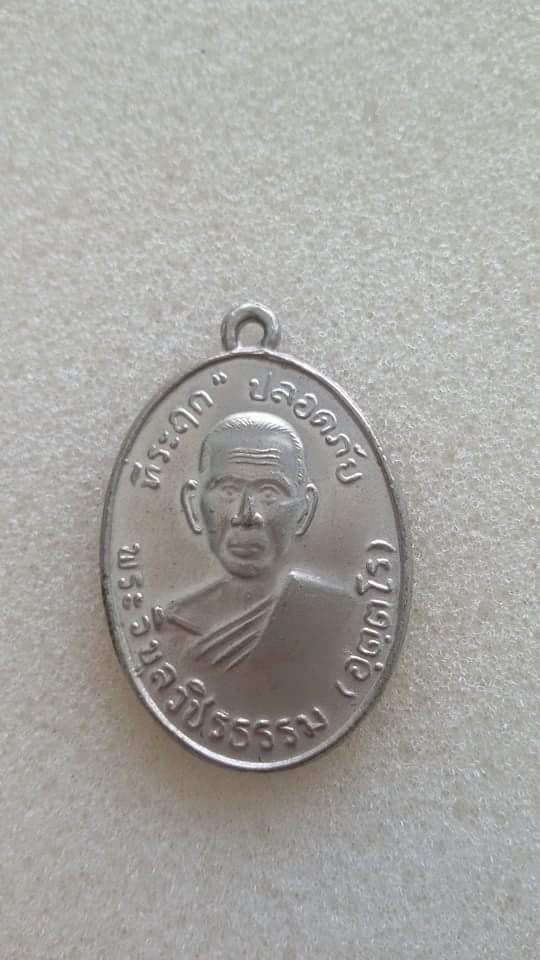 ที่ระฤก" ปลอดภัย
พระวิบุลวชิรธรรม (อุตฺตโร)